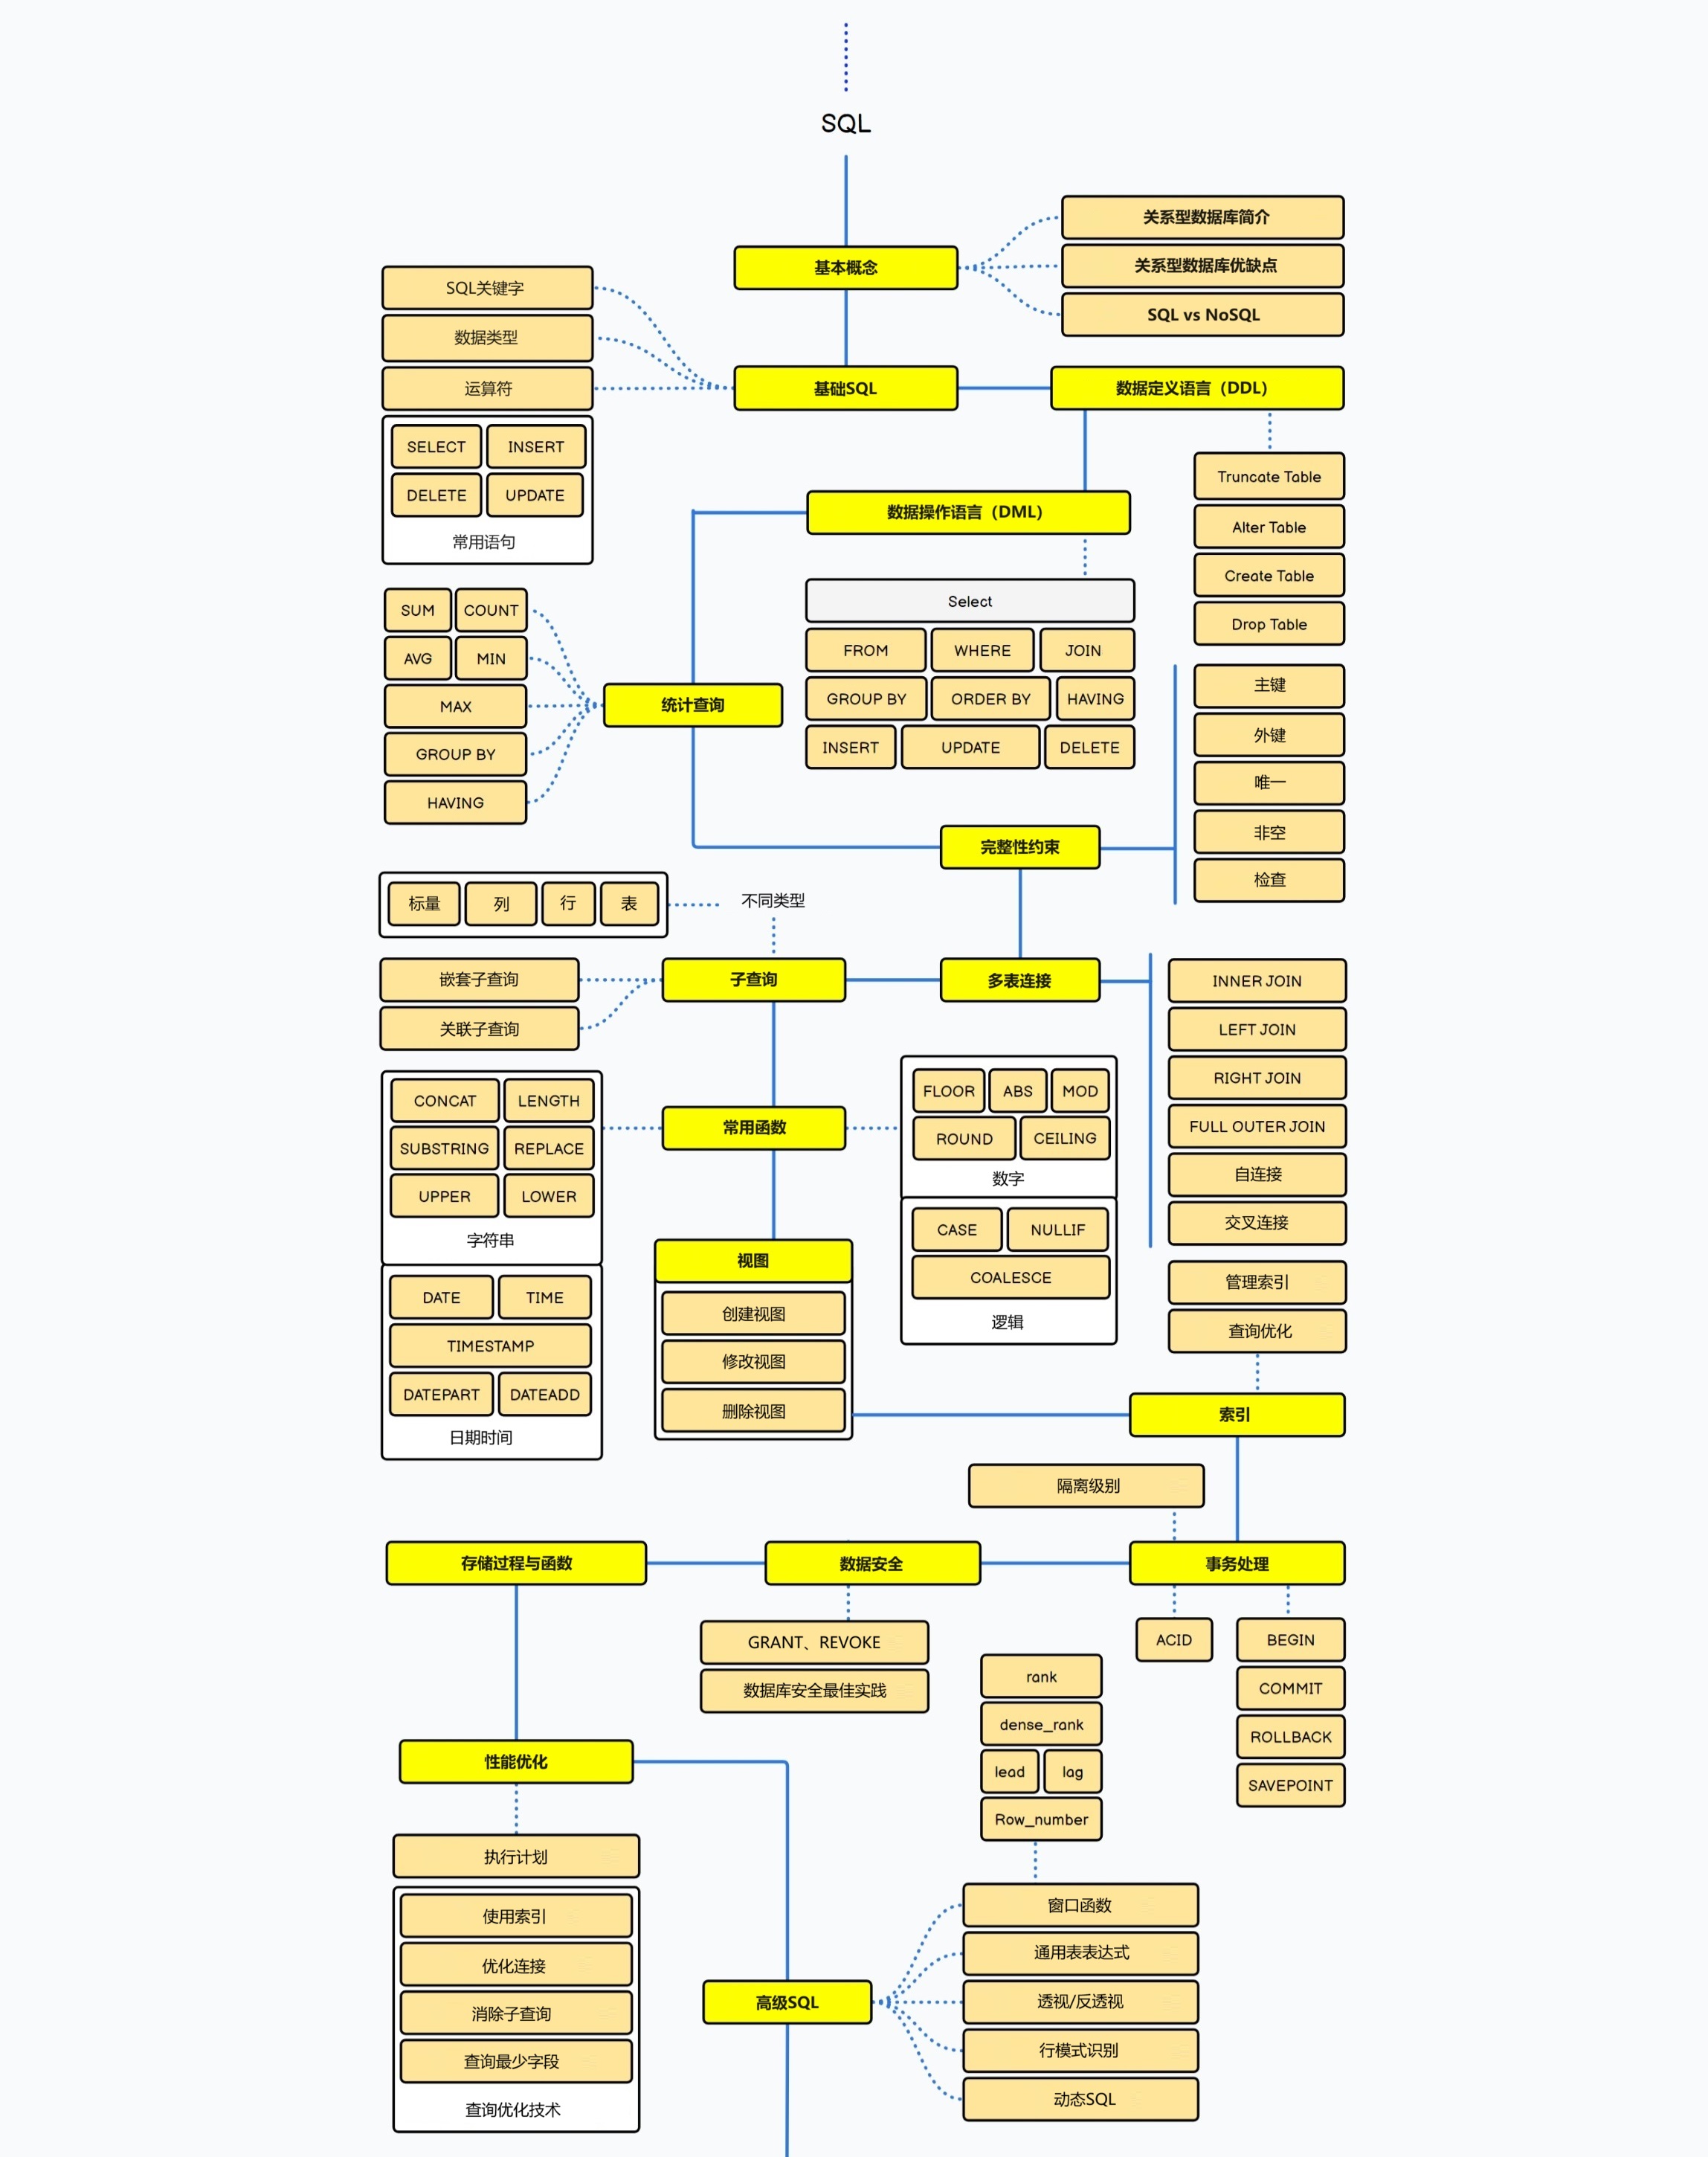 SQL
基本概念
关系型数据库简介
关系型数据库优缺点
SQL vs NoSQL
SQL关键字
数据类型
运算符
基础SQL
数据定义语言（DDL）
SELECT
INSERT
DELETE
UPDATE
常用语句
Truncate Table
Alter Table
Create Table
Drop Table
数据操作语言（DML）
Select
FROM
WHERE
JOIN
GROUP BY
ORDER BY
HAVING
INSERT
UPDATE
DELETE
SUM
COUNT
AVG
MIN
MAX
GROUP BY
HAVING
统计查询
主键
外键
唯一
非空
检查
完整性约束
标量
列
行
表
不同类型
嵌套子查询
关联子查询
子查询
多表连接
INNER JOIN
LEFT JOIN
RIGHT JOIN
FULL OUTER JOIN
自连接
交叉连接
CONCAT
LENGTH
SUBSTRING
REPLACE
UPPER
LOWER
字符串
常用函数
FLOOR
ABS
MOD
ROUND
CEILING
数字
CASE
NULLIF
COALESCE
逻辑
DATE
TIME
TIMESTAMP
DATEPART
DATEADD
日期时间
视图
创建视图
修改视图
删除视图
管理索引
查询优化
索引
隔离级别
存储过程与函数
数据安全
事务处理
GRANT、REVOKE
数据库安全最佳实践
ACID
BEGIN
COMMIT
ROLLBACK
SAVEPOINT
rank
dense_rank
lead
lag
Row_number
性能优化
执行计划
使用索引
优化连接
消除子查询
查询最少字段
查询优化技术
高级SQL
窗口函数
通用表表达式
透视/反透视
行模式识别
动态SQL